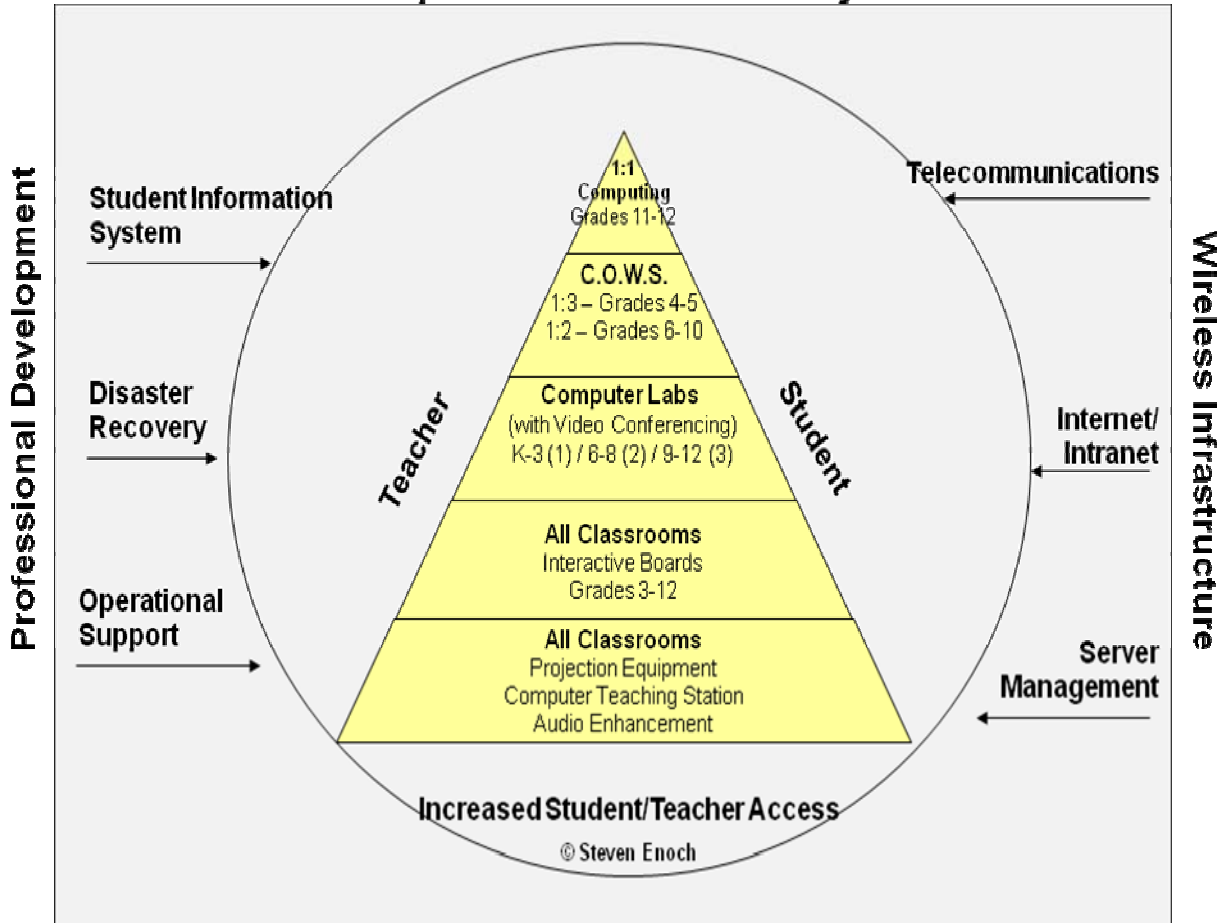 Professional Development
Student Information
System
Disaster
Recovery
Operational
Support
1:1
Computing
Grades 11-12
C.O.W.S.
1:3 – Grades 4-5
1:2 – Grades 6-10
Computer Labs
(with Video Conferencing)
K-3 (1) / 6-8 (2) / 9-12 (3)
All Classrooms
Interactive Boards
Grades 3-12
All Classrooms
Projection Equipment
Computer Teaching Station
Audio Enhancement
Teacher
Student
Increased Student/Teacher Access
© Steven Enoch
Telecommunications
Internet/
Intranet
Server
Management
Wireless Infrastructure